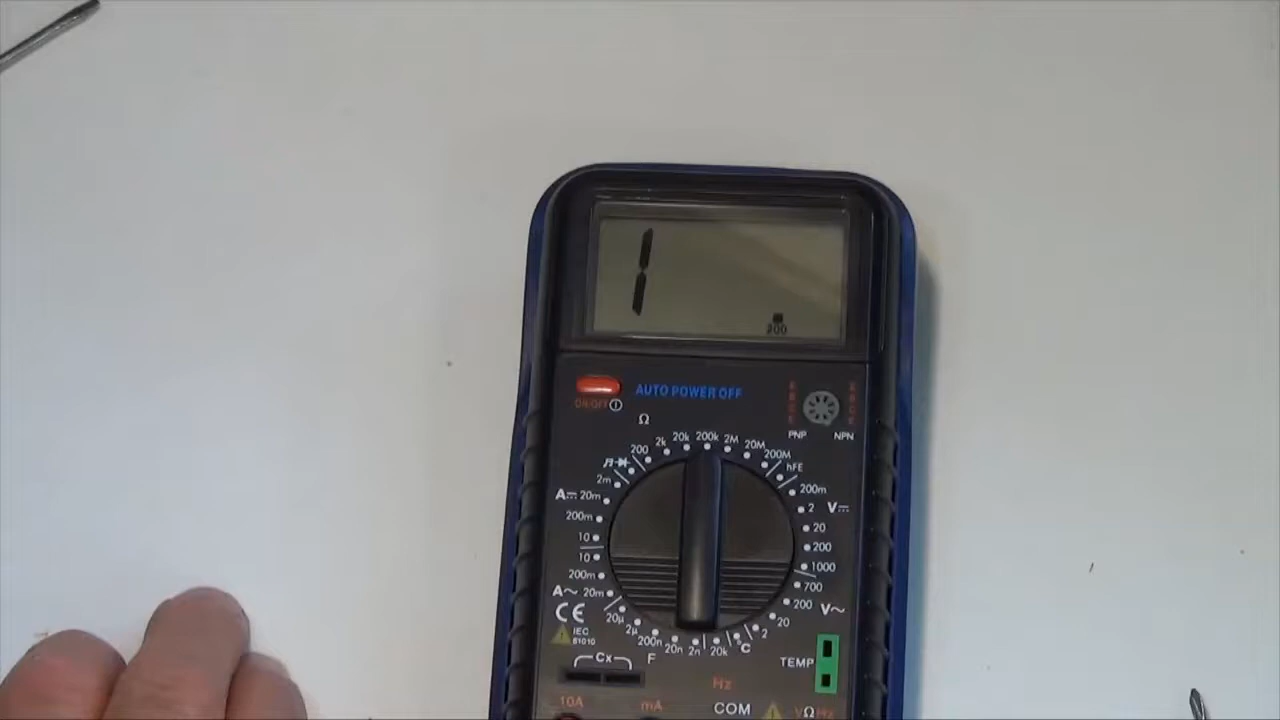 1
200
AUTO POWER OFF
ON/OFF
PNP
NPN
Ω
200 2k 20k 200k 2M 20M 200M hFE
2m
A 20m
200m
10
10
200m
A~ 20m
20μ 2μ 200n 20n 2n 20k °C
200m
2 V
20
200
1000
700
200 V~
20
2
CE
IEC
61010
Cx
F
TEMP
Hz
10A
mA
COM
VΩHz